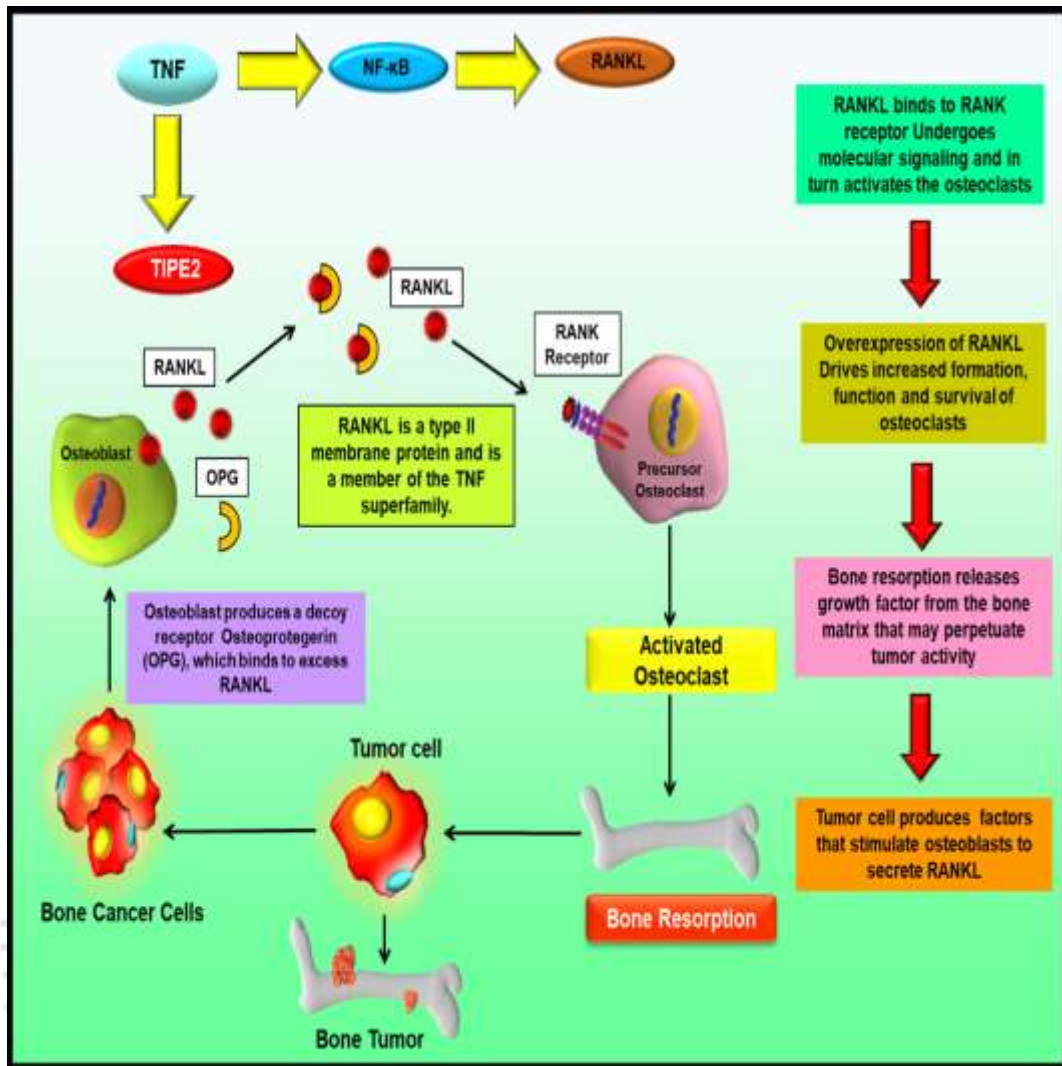 TNF
NF-κB
RANKL
TIPE2
RANKL
RANK
Receptor
RANKL
Osteoblast
OPG
RANKL is a type II
membrane protein and is
a member of the TNF
superfamily.
Precursor
Osteoclast
Osteoblast produces a decoy
receptor Osteoprotegerin
(OPG), which binds to excess
RANKL
Activated
Osteoclast
Tumor cell
Bone Cancer Cells
Bone Resorption
Bone Tumor
RANKL binds to RANK
receptor Undergoes
molecular signaling and in
turn activates the osteoclasts
Overexpression of RANKL
Drives increased formation,
function and survival of
osteoclasts
Bone resorption releases
growth factor from the bone
matrix that may perpetuate
tumor activity
Tumor cell produces factors
that stimulate osteoblasts to
secrete RANKL